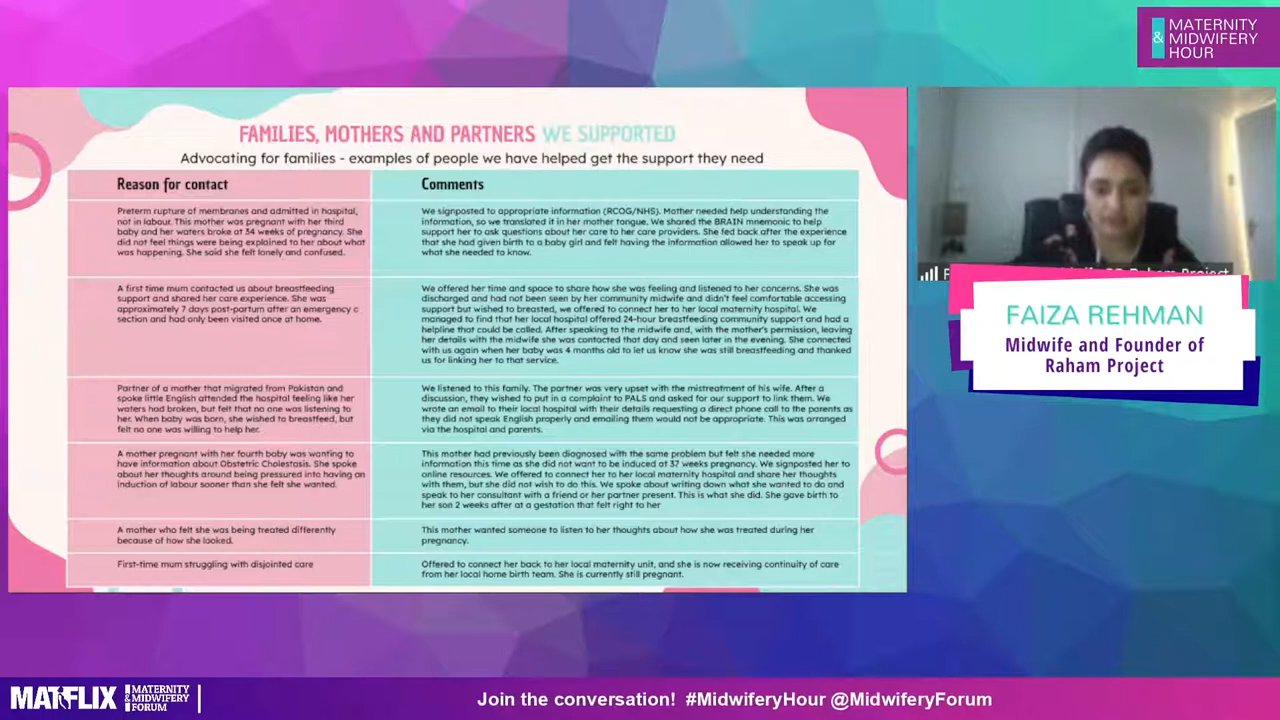 MATERNITY
& MIDWIFERY
HOUR
FAMILIES, MOTHERS AND PARTNERS WE SUPPORTED
Advocating for families - examples of people we have helped get the support they need
Reason for contact
Comments
Preterm rupture of membranes and admitted in hospital,
not in labour. This mother was pregnant with her third
baby and her waters broke at 34 weeks of pregnancy. She
did not feel things were being explained to her about what
was happening. She said she felt lonely and confused.
We signposted to appropriate information (RCOG/NHS). Mother needed help understanding the
information, so we translated it in her mother tongue. We shared the BRAIN mnemonic to help
support her to ask questions about her care to her care providers. She fed back after the experience
that she had given birth to a baby girl and felt having the information allowed her to speak up for
what she needed to know.
A first time mum contacted us about breastfeeding
support and shared her care experience. She was
approximately 7 days post-partum after an emergency c
section and had only been visited once at home.
We offered her time and space to share how she was feeling and listened to her concerns. She was
discharged and had not been seen by her community midwife and didn't feel comfortable accessing
support but wished to breasted, we offered to connect her to her local maternity hospital. We
managed to find that her local hospital offered 24-hour breastfeeding community support and had a
helpline that could be called. After speaking to the midwife and, with the mother's permission, leaving
her details with the midwife she was contacted that day and seen later in the evening. She connected
with us again when her baby was 4 months old to let us know she was still breastfeeding and thanked
us for linking her to that service.
Partner of a mother that migrated from Pakistan and
spoke little English attended the hospital feeling like her
waters had broken, but felt that no one was listening to
her. When baby was born, she wished to breastfeed, but
felt no one was willing to help her.
We listened to this family. The partner was very upset with the mistreatment of his wife. After a
discussion, they wished to put in a complaint to PALS and asked for our support to link them. We
wrote an email to their local hospital with their details requesting a direct phone call to the parents as
they did not speak English properly and emailing them would not be appropriate. This was arranged
via the hospital and parents.
A mother pregnant with her fourth baby was wanting to
have information about Obstetric Cholestasis. She spoke
about her thoughts around being pressured into having an
induction of labour sooner than she felt she wanted.
This mother had previously been diagnosed with the same problem but felt she needed more
information this time as she did not want to be induced at 37 weeks pregnancy. We signposted her to
online resources. We offered to connect her to her local maternity hospital and share her thoughts
with them, but she did not wish to do this. We spoke about writing down what she wanted to do and
speak to her consultant with a friend or her partner present. This is what she did. She gave birth to
her son 2 weeks after at a gestation that felt right to her
A mother who felt she was being treated differently
because of how she looked.
This mother wanted someone to listen to her thoughts about how she was treated during her
pregnancy.
First-time mum struggling with disjointed care
Offered to connect her back to her local maternity unit, and she is now receiving continuity of care
from her local home birth team. She is currently still pregnant.
Raham Project
FAIZA REHMAN
Midwife and Founder of
Raham Project
MATFLIX
MATERNITY
& MIDWIFERY
FORUM
Join the conversation! #MidwiferyHour @MidwiferyForum